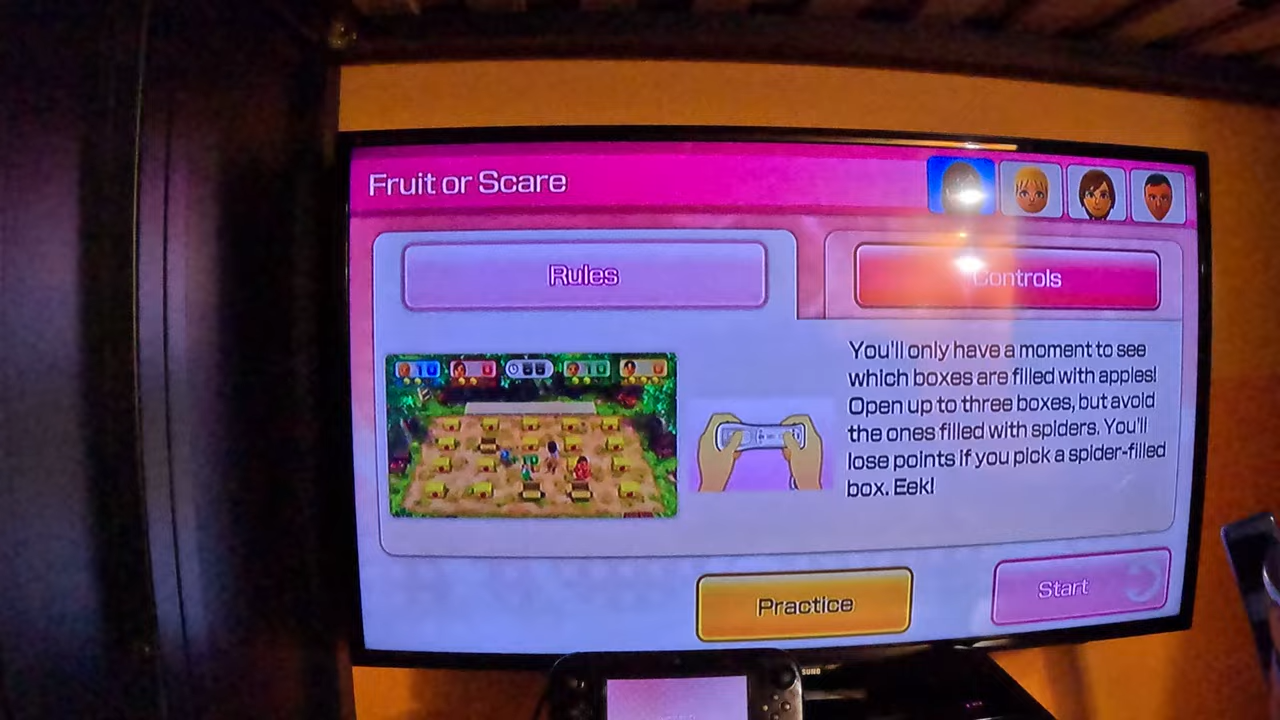 Fruit or Scare
Rules
Controls
You'll only have a moment to see
which boxes are filled with apples!
Open up to three boxes, but avoid
the ones filled with spiders. You'll
lose points if you pick a spider-filled
box. Eek!
Practice
Start